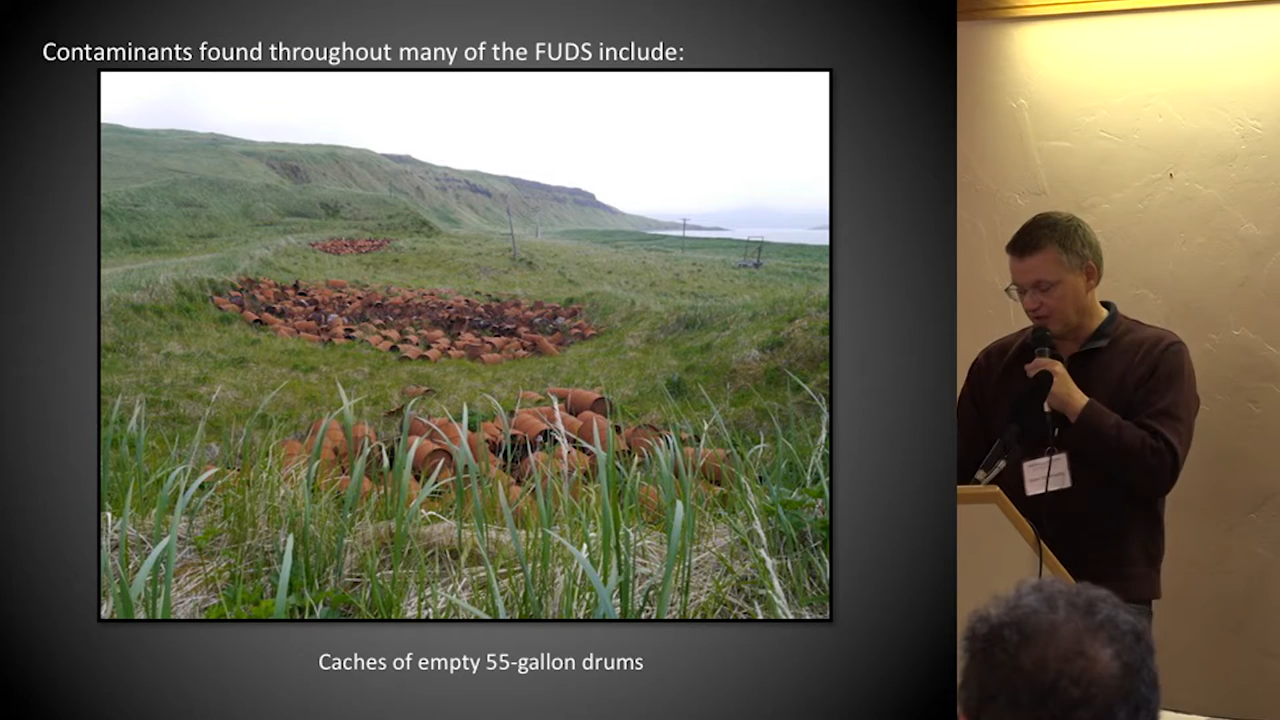 Contaminants found throughout many of the FUDS include:
Caches of empty 55-gallon drums